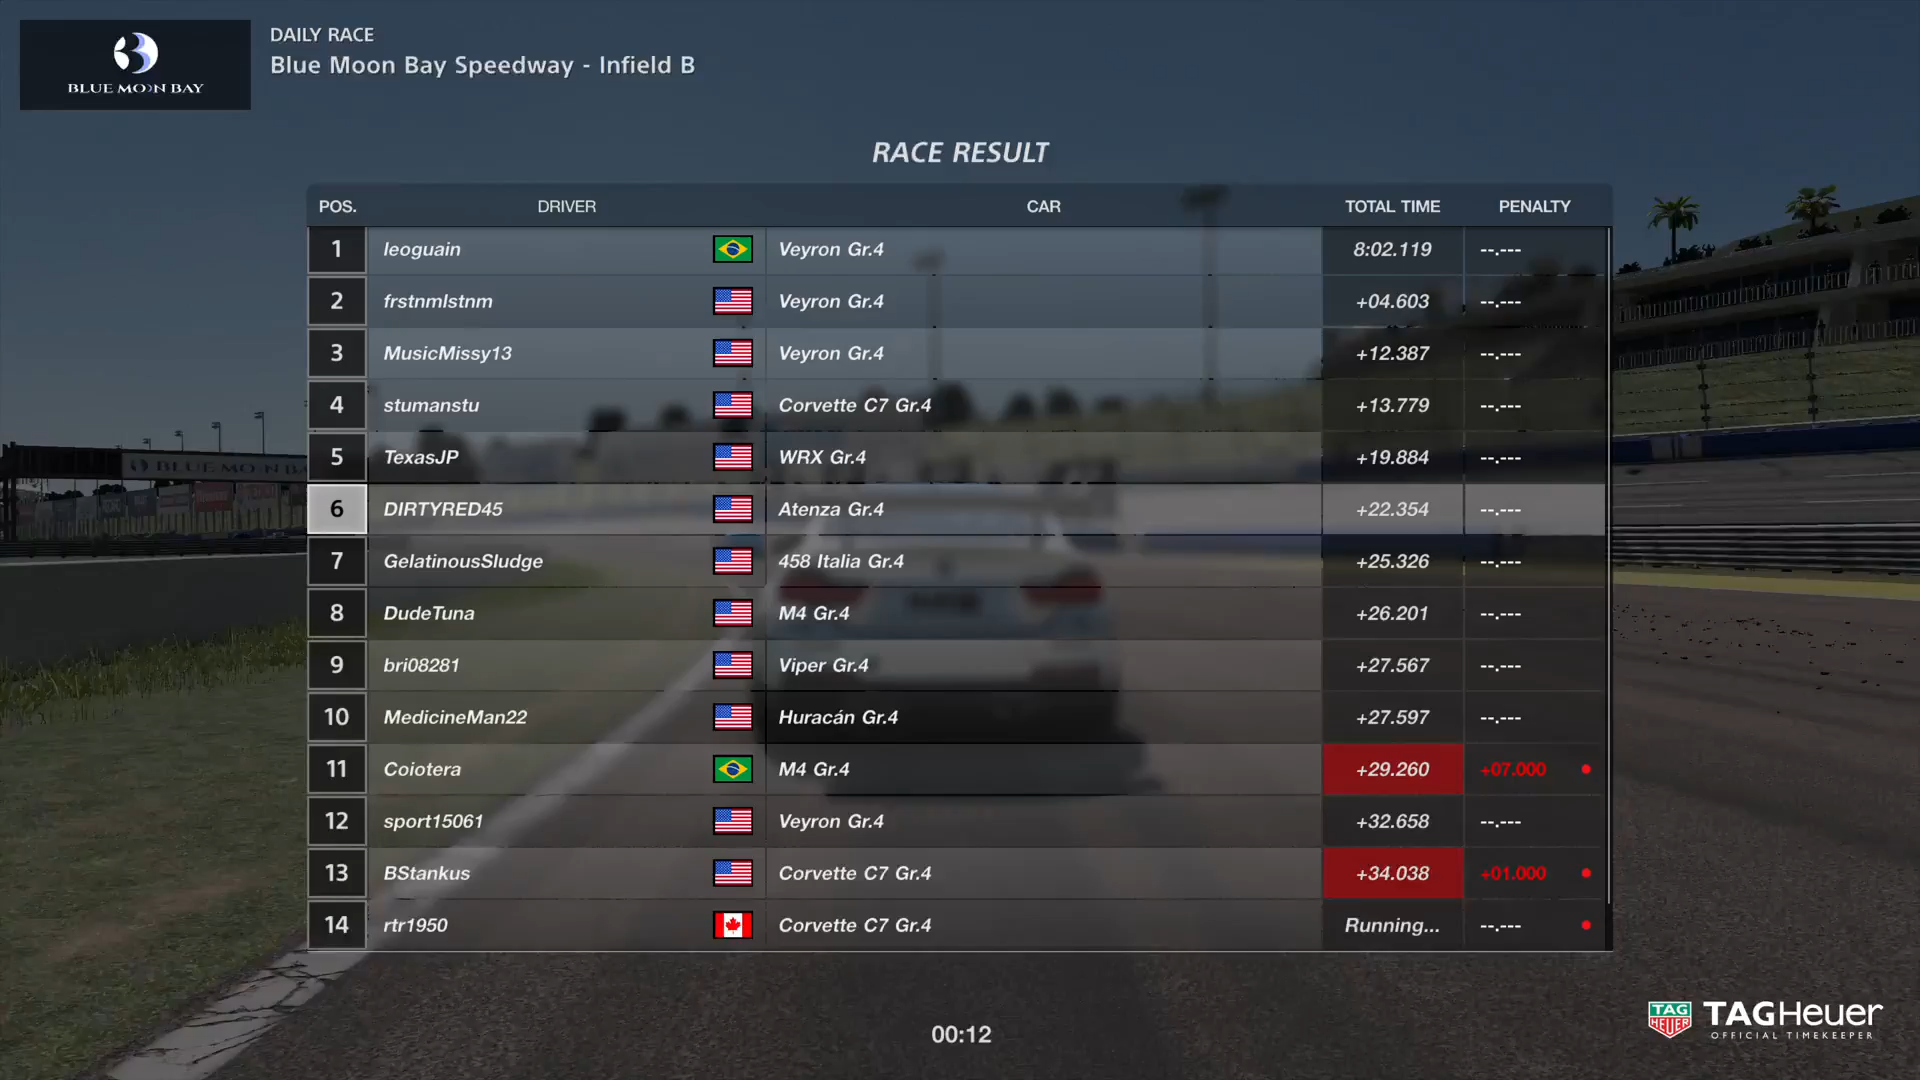 DAILY RACE
Blue Moon Bay Speedway - Infield B
BLUE MOON BAY
RACE RESULT
POS. DRIVER CAR TOTAL TIME PENALTY
1 leoguain Veyron Gr.4 8:02.119 --.---
2 frstnmlstnm Veyron Gr.4 +04.603 --.---
3 MusicMissy13 Veyron Gr.4 +12.387 --.---
4 stumanstu Corvette C7 Gr.4 +13.779 --.---
5 TexasJP WRX Gr.4 +19.884 --.---
6 DIRTYRED45 Atenza Gr.4 +22.354 --.---
7 GelatinousSludge 458 Italia Gr.4 +25.326 --.---
8 DudeTuna M4 Gr.4 +26.201 --.---
9 bri08281 Viper Gr.4 +27.567 --.---
10 MedicineMan22 Huracán Gr.4 +27.597 --.---
11 Coiotera M4 Gr.4 +29.260 +07.000
12 sport15061 Veyron Gr.4 +32.658 --.---
13 BStankus Corvette C7 Gr.4 +34.038 +01.000
14 rtr1950 Corvette C7 Gr.4 Running... --.---
BLUE MOON BA
00:12
TAG HEUER
TAGHeuer
OFFICIAL TIMEKEEPER